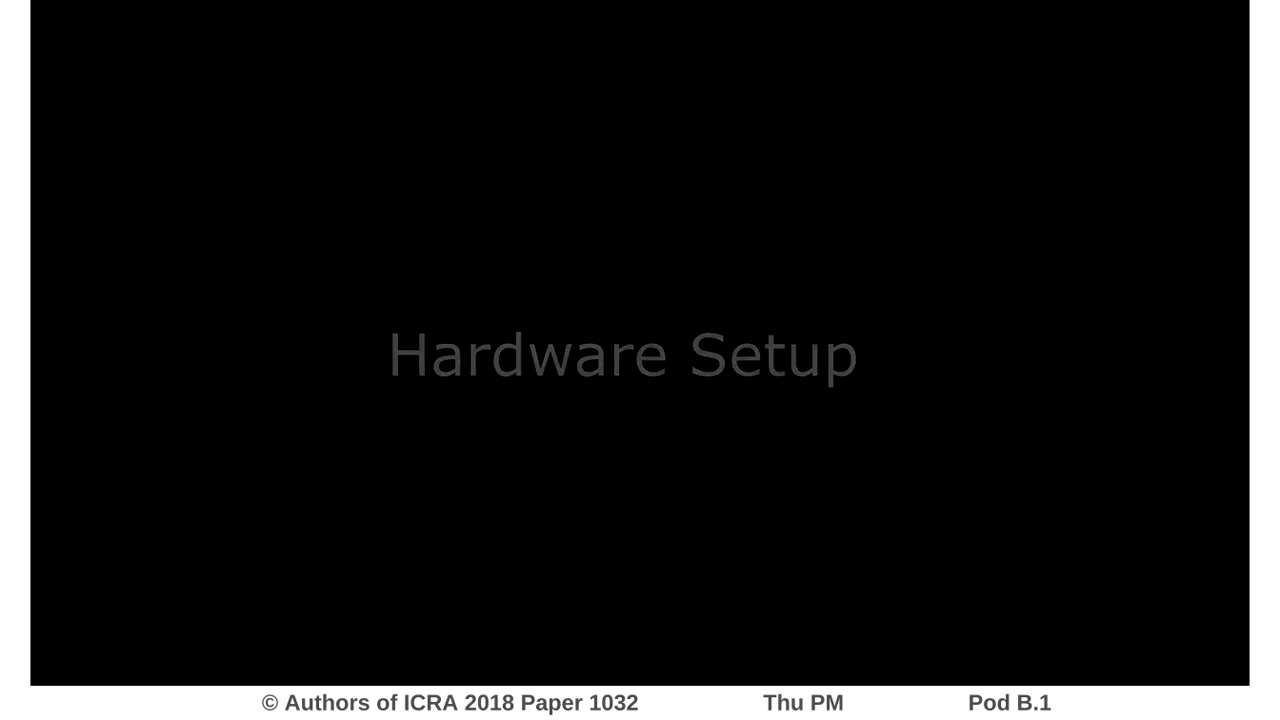 Hardware Setup
© Authors of ICRA 2018 Paper 1032 Thu PM Pod B.1